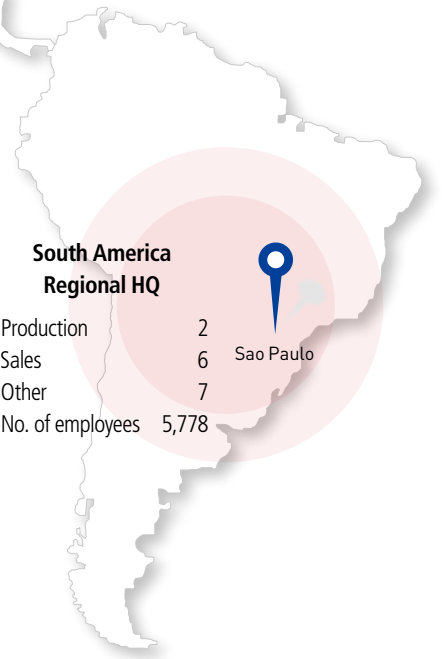 South America
Regional HQ
Production 2
Sales 6
Other 7
No. of employees 5,778
Sao Paulo